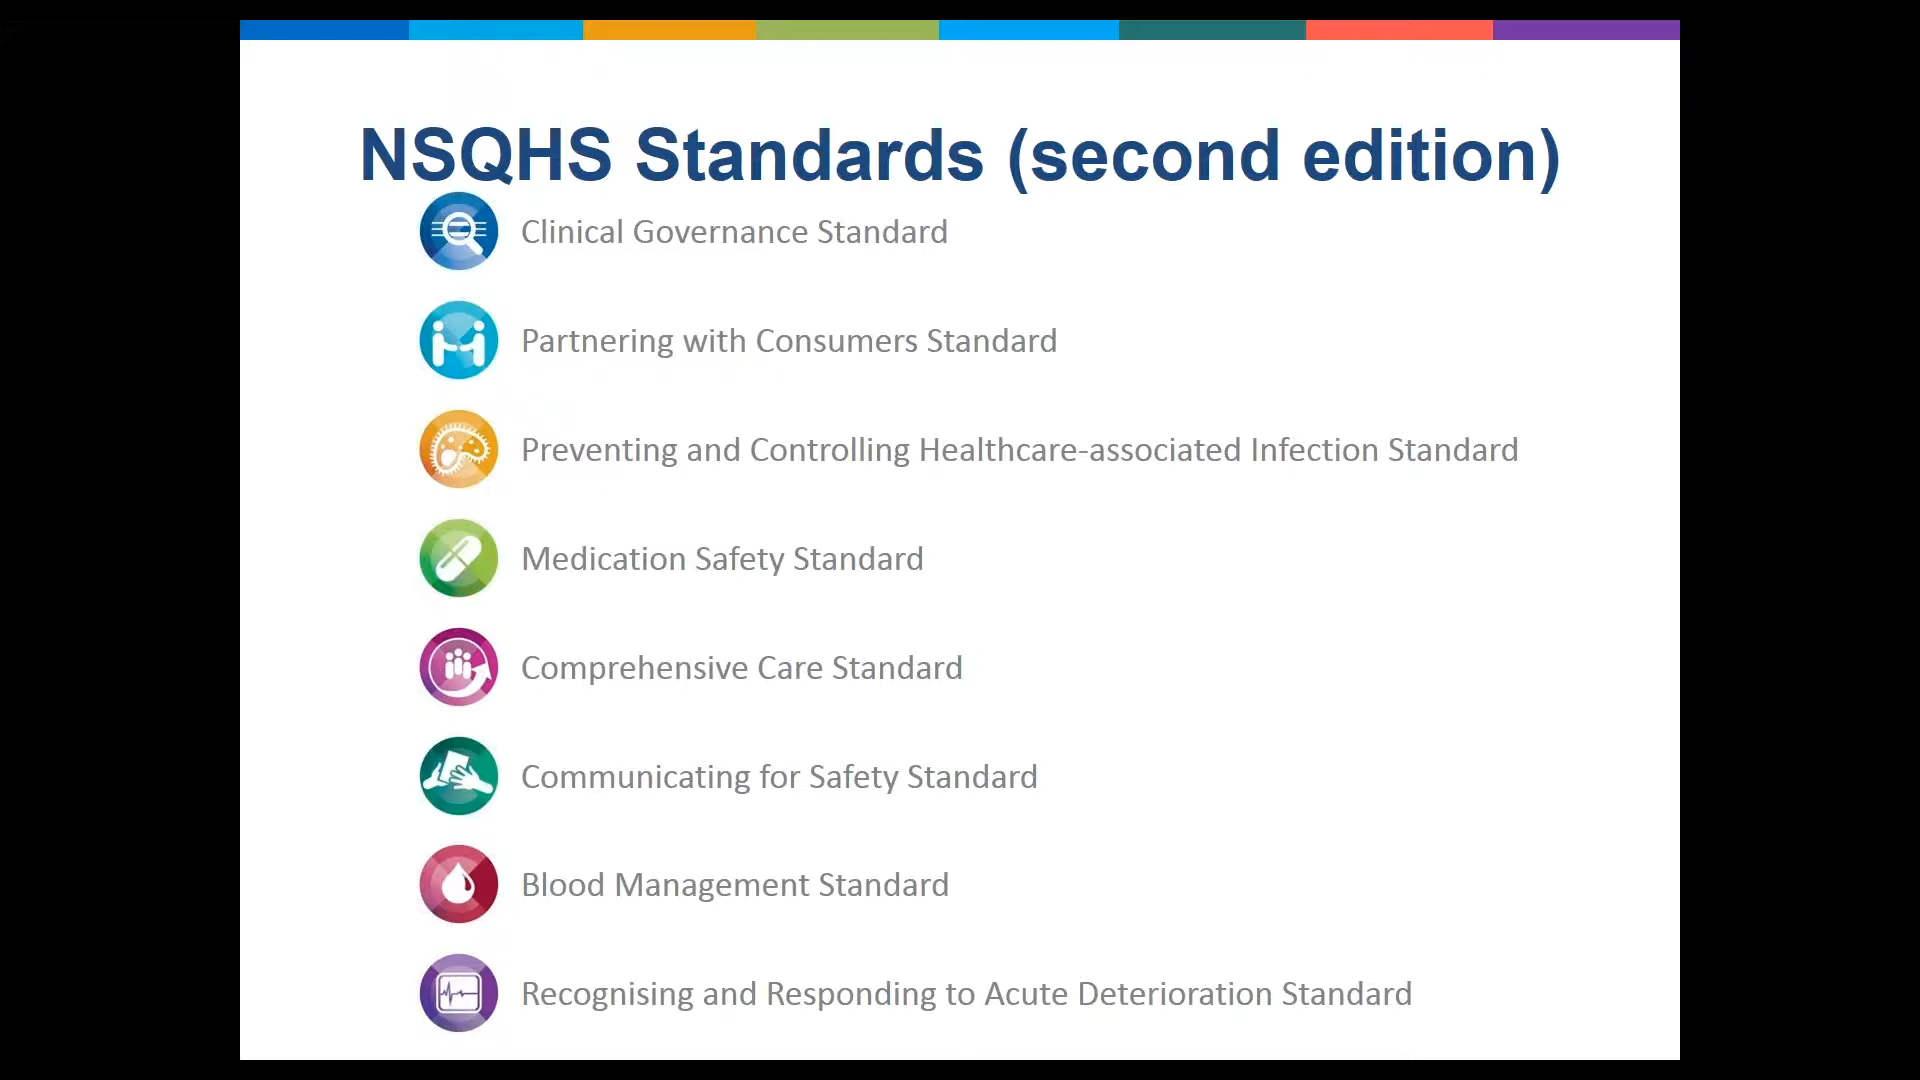 NSQHS Standards (second edition)
Clinical Governance Standard
Partnering with Consumers Standard
Preventing and Controlling Healthcare-associated Infection Standard
Medication Safety Standard
Comprehensive Care Standard
Communicating for Safety Standard
Blood Management Standard
Recognising and Responding to Acute Deterioration Standard